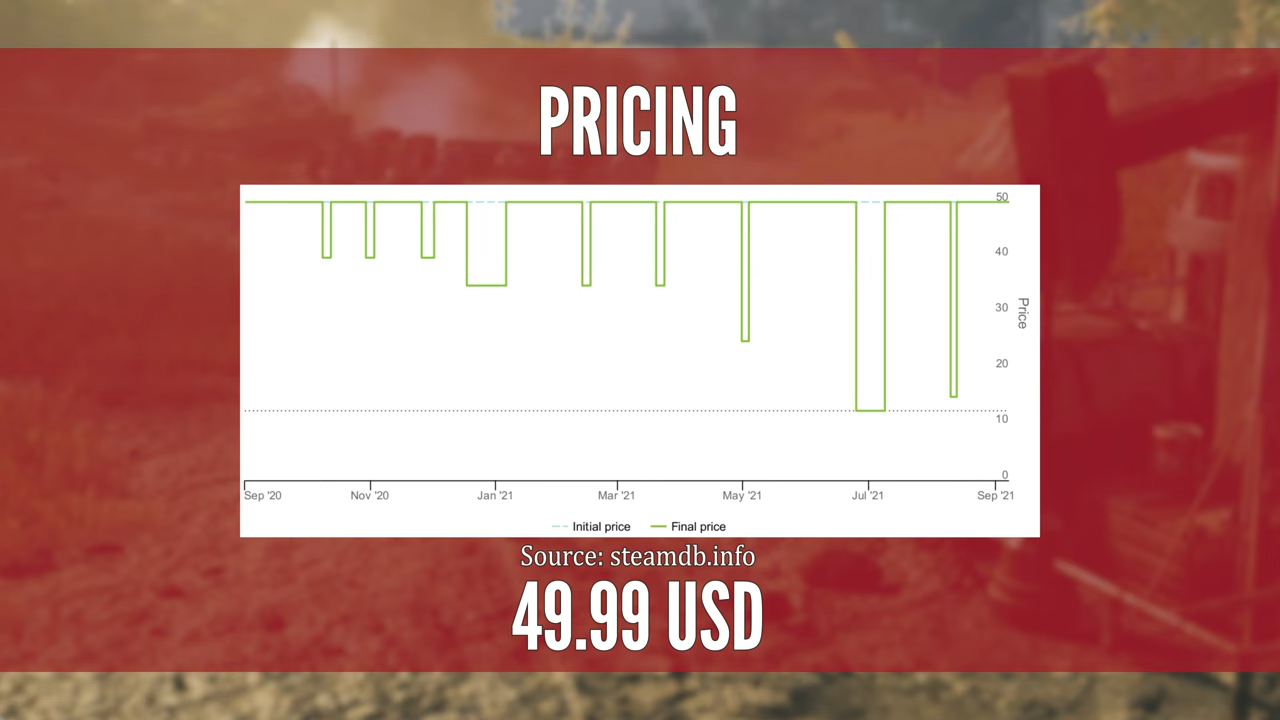 PRICING
50
40
30
Price
20
10
0
Sep '20 Nov '20 Jan '21 Mar '21 May '21 Jul '21 Sep '21
Initial price Final price
Source: steamdb.info
49.99 USD